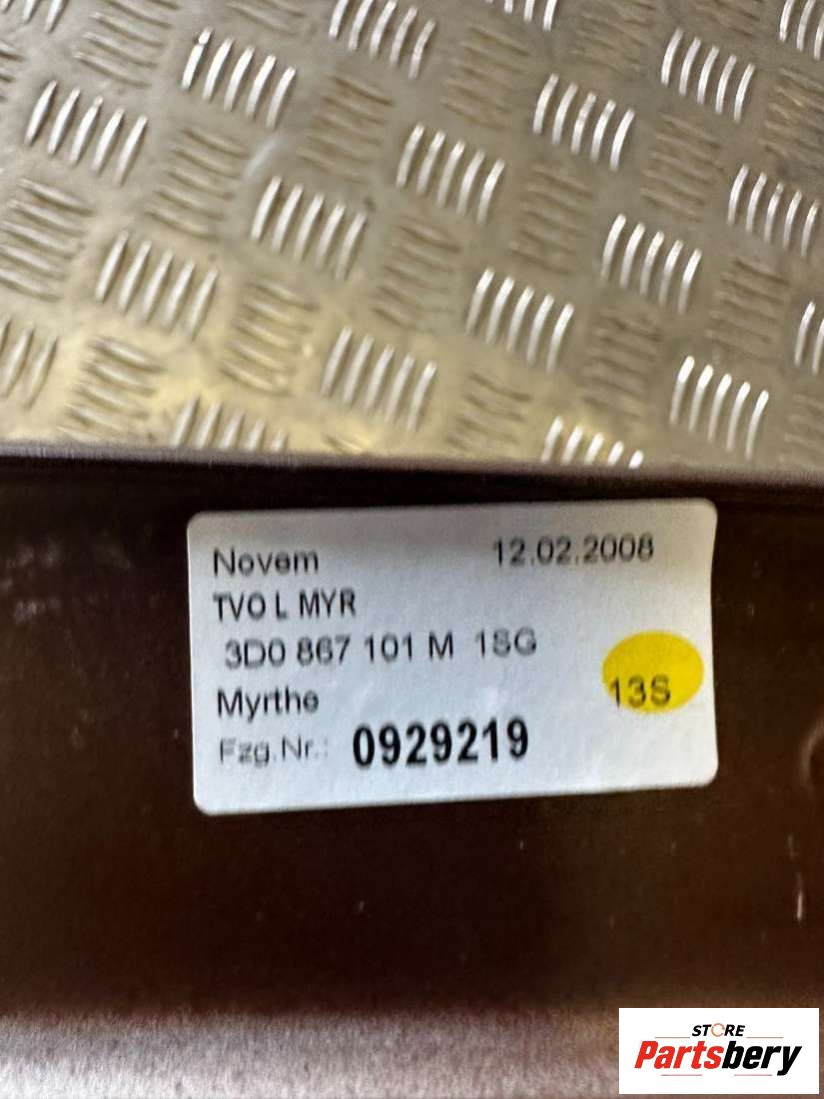 Novem 12.02.2008
TVO L MYR
3D0 867 101 M 1SG
Myrthe 13S
Fzg.Nr.: 0929219
STORE
Partsbery